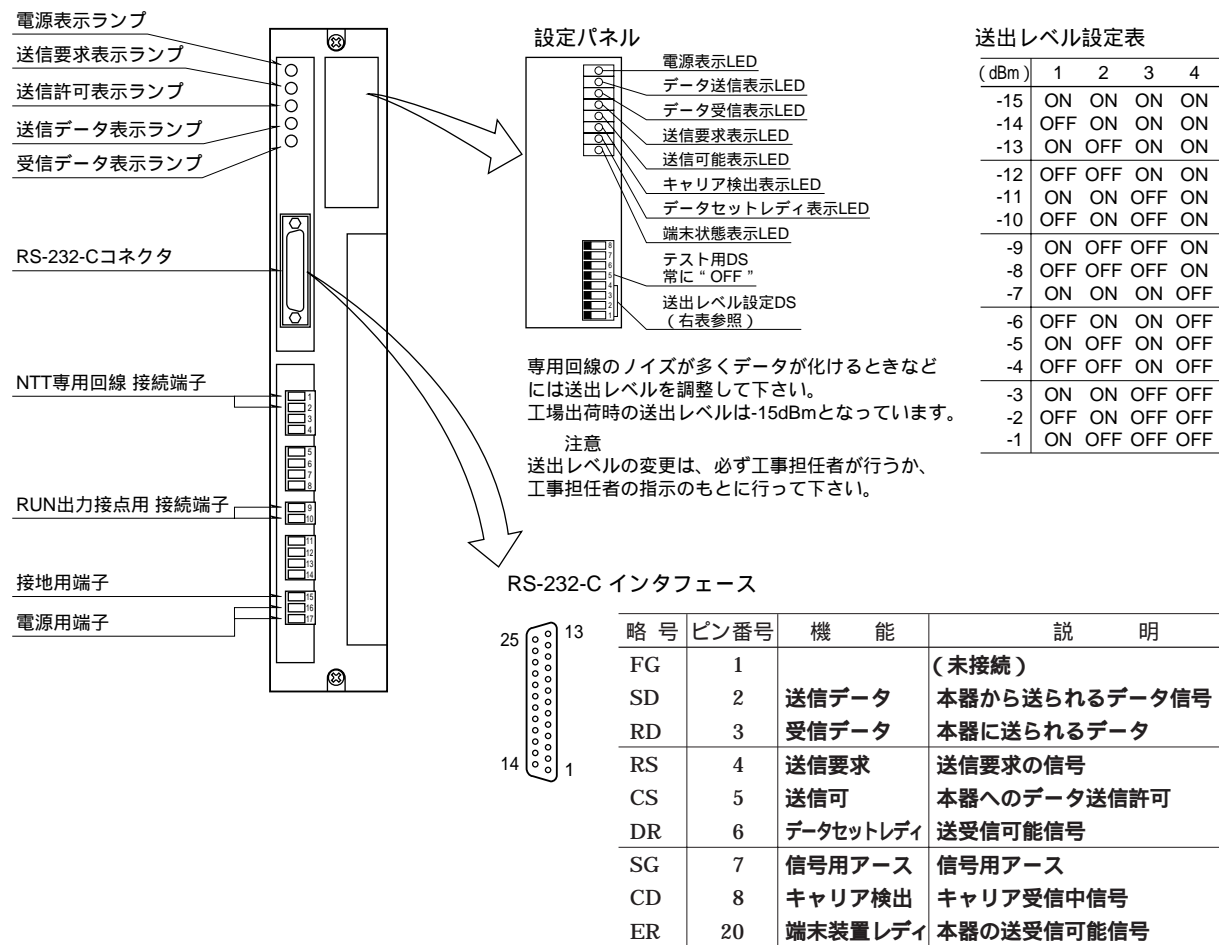 電源表示ランプ
送信要求表示ランプ
送信許可表示ランプ
送信データ表示ランプ
受信データ表示ランプ
RS-232-Cコネクタ
NTT専用回線 接続端子
RUN出力接点用 接続端子
接地用端子
電源用端子
1
2
3
4
5
6
7
8
9
10
11
12
13
14
15
16
17
設定パネル
電源表示LED
データ送信表示LED
データ受信表示LED
送信要求表示LED
送信可能表示LED
キャリア検出表示LED
データセットレディ表示LED
端末状態表示LED
8
7
6
5
4
3
2
1
テスト用DS
常に“OFF”
送出レベル設定DS
(右表参照)
専用回線のノイズが多くデータが化けるときなど
には送出レベルを調整して下さい。
工場出荷時の送出レベルは-15dBmとなっています。
注意
送出レベルの変更は、必ず工事担任者が行うか、
工事担任者の指示のもとに行って下さい。
送出レベル設定表
(dBm) 1 2 3 4
-15 ON ON ON ON
-14 OFF ON ON ON
-13 ON OFF ON ON
-12 OFF OFF ON ON
-11 ON ON OFF ON
-10 OFF ON OFF ON
-9 ON OFF OFF ON
-8 OFF OFF OFF ON
-7 ON ON ON OFF
-6 OFF ON ON OFF
-5 ON OFF ON OFF
-4 OFF OFF ON OFF
-3 ON ON OFF OFF
-2 OFF ON OFF OFF
-1 ON OFF OFF OFF
RS-232-C インタフェース
25 13
14 1
略号 ピン番号 機能 説明
FG 1 (未接続)
SD 2 送信データ 本器から送られるデータ信号
RD 3 受信データ 本器に送られるデータ
RS 4 送信要求 送信要求の信号
CS 5 送信可 本器へのデータ送信許可
DR 6 データセットレディ 送受信可能信号
SG 7 信号用アース 信号用アース
CD 8 キャリア検出 キャリア受信中信号
ER 20 端末装置レディ 本器の送受信可能信号